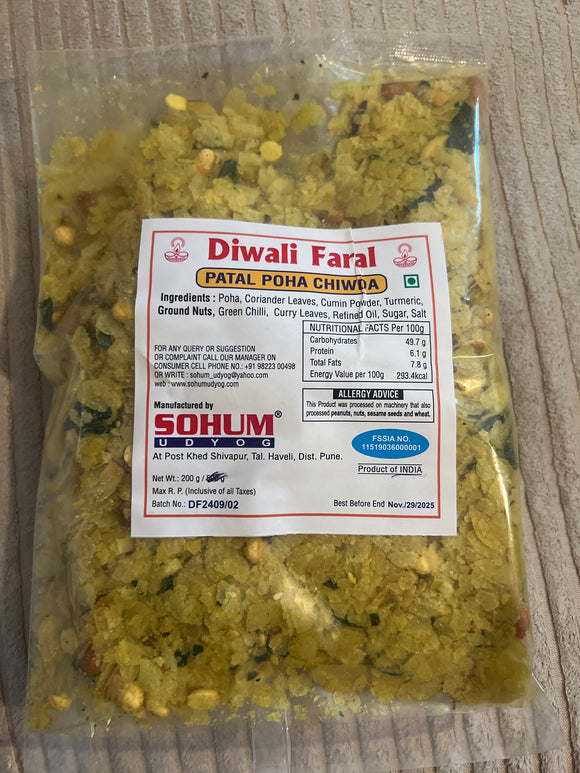 Diwali Faral
PATAL POHA CHIWDA
Ingredients : Poha, Coriander Leaves, Cumin Powder, Turmeric,
Ground Nuts, Green Chilli, Curry Leaves, Refined Oil, Sugar, Salt
NUTRITIONAL FACTS Per 100g
Carbohydrates 49.7 g
Protein 6.1 g
Total Fats 7.8 g
Energy Value per 100g 293.4kcal
FOR ANY QUERY OR SUGGESTION
OR COMPLAINT CALL OUR MANAGER ON
CONSUMER CELL PHONE NO.: +91 98223 00498
OR WRITE : sohum_udyog@yahoo.com
web : www.sohumudyog.com
ALLERGY ADVICE
This Product was processed on machinery that also
processed peanuts, nuts, sesame seeds and wheat.
Manufactured by
SOHUM®
UDYOG
At Post Khed Shivapur, Tal. Haveli, Dist. Pune.
FSSIA NO.
11519036000001
Product of INDIA
Net Wt.: 200 g /
Max R. P. (Inclusive of all Taxes)
Batch No.: DF2409/02
Best Before End Nov./29/2025